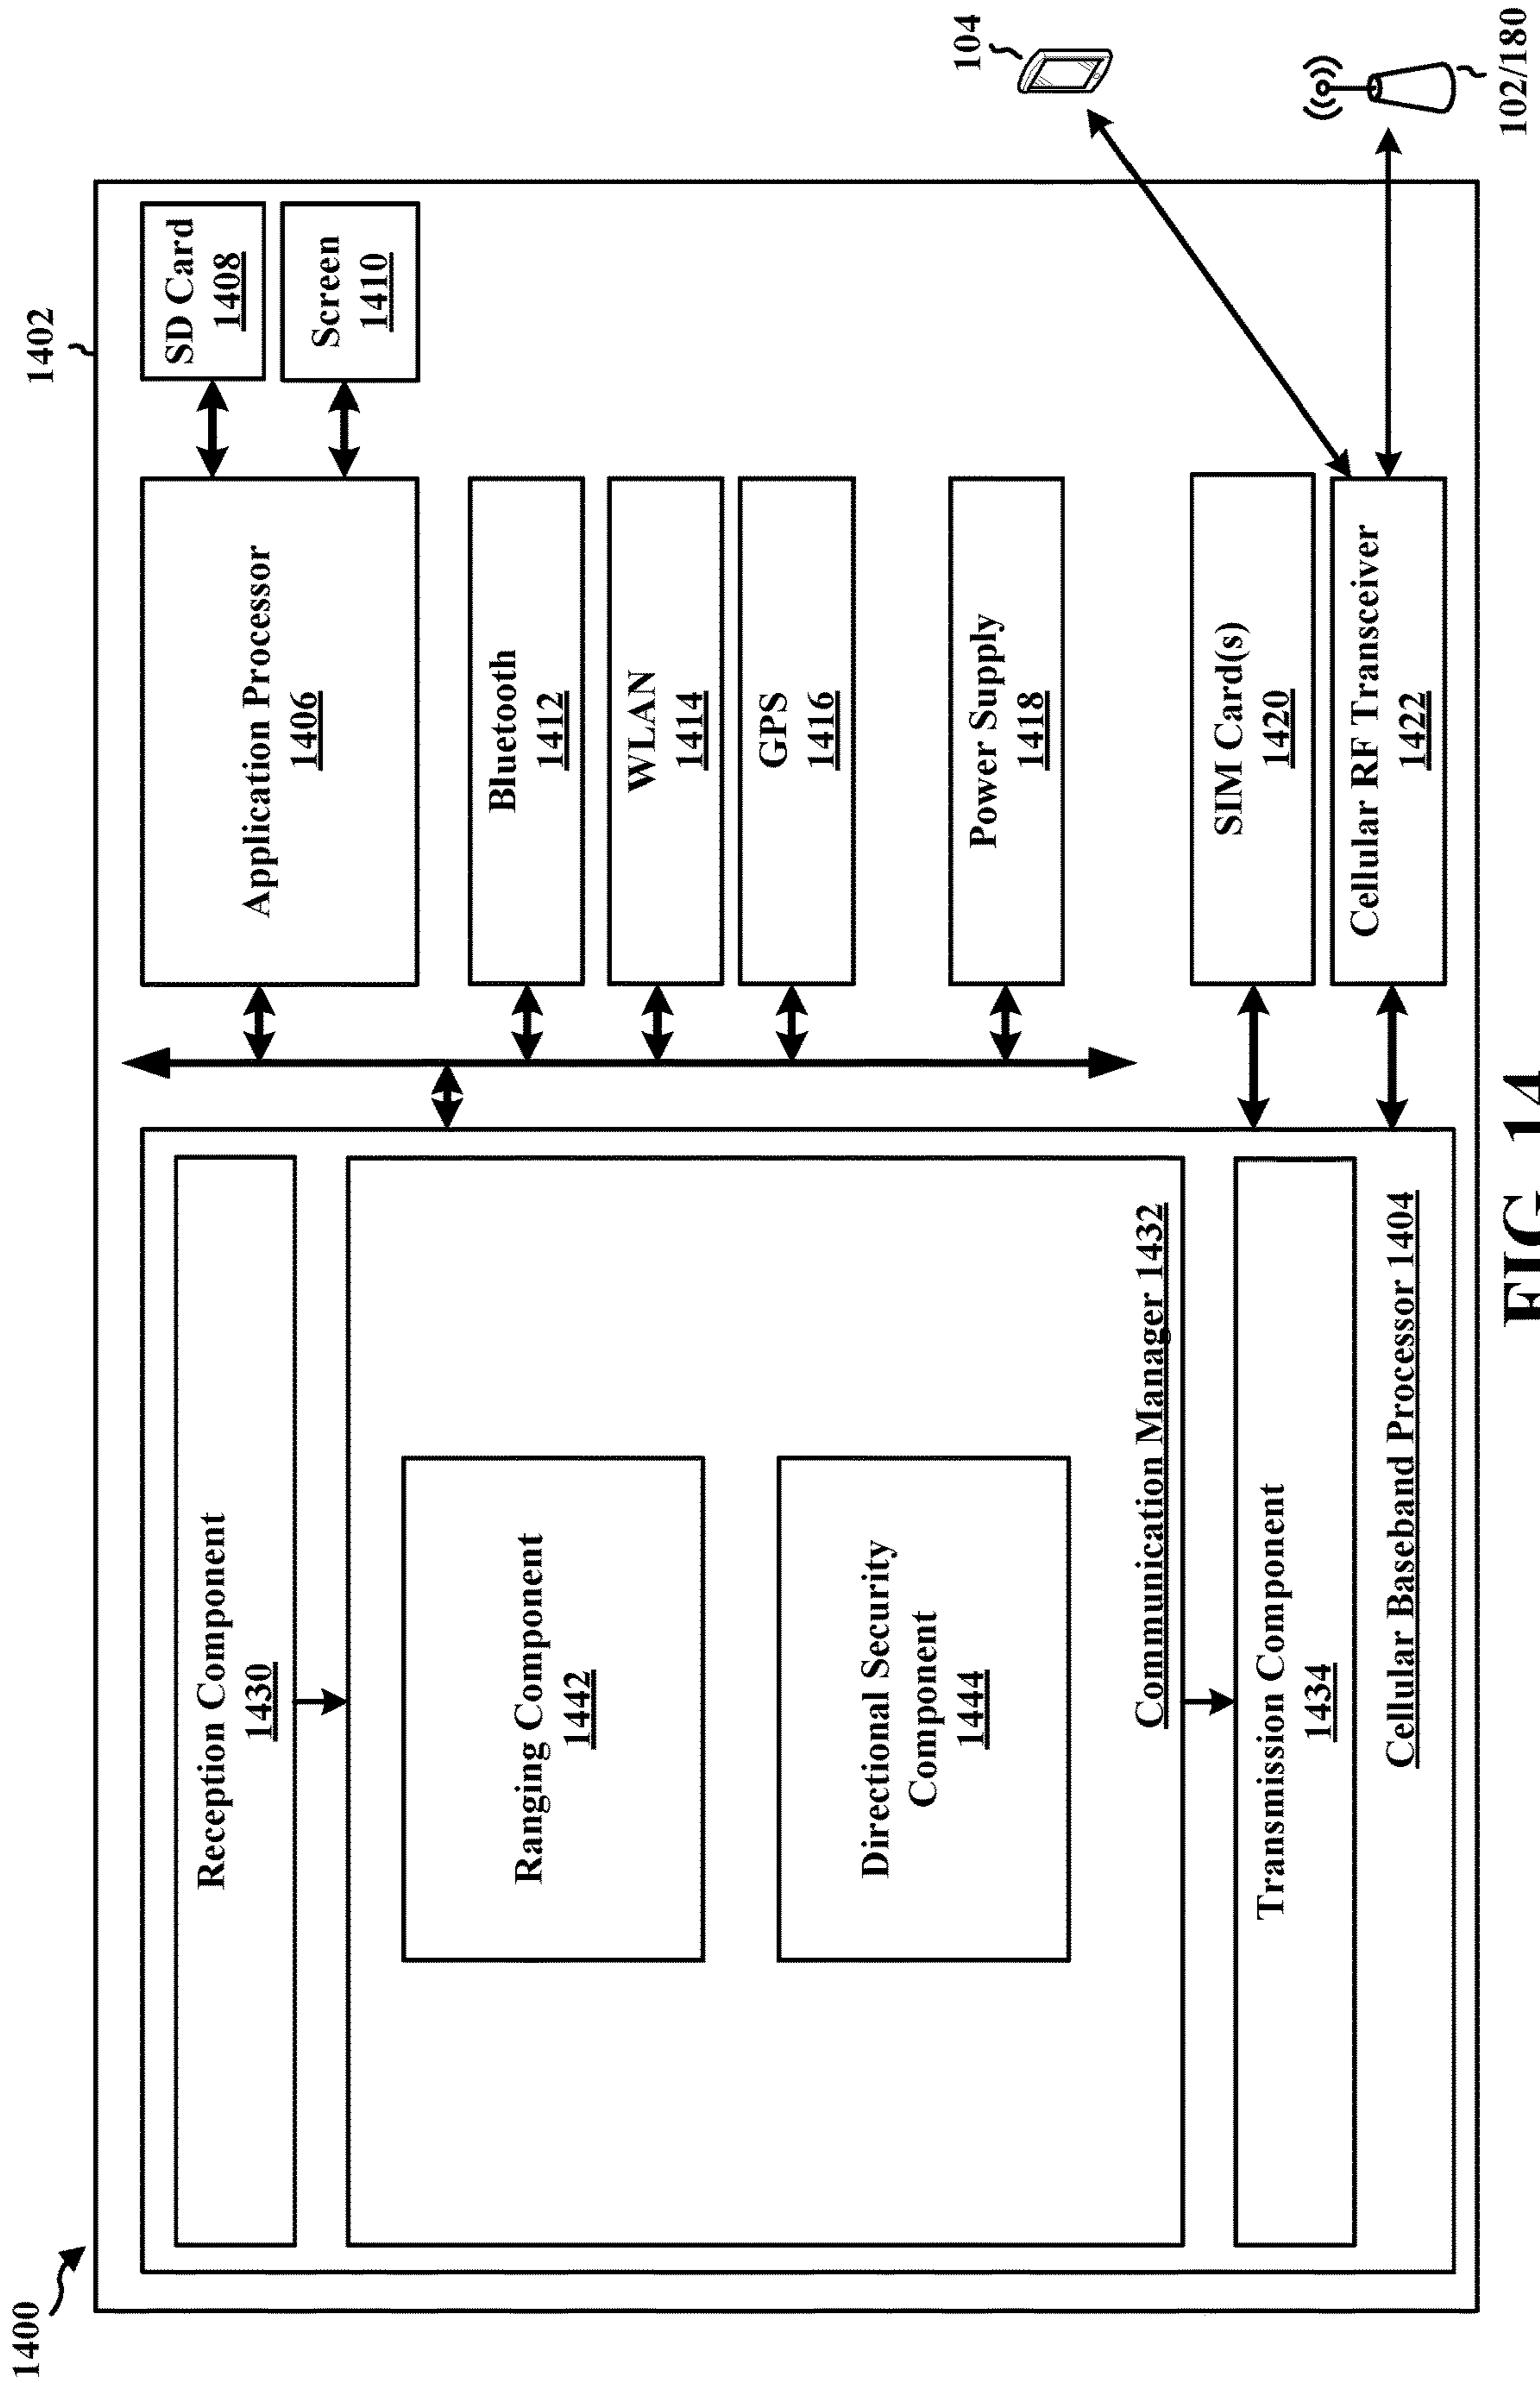 1400
1402
Reception Component
1430
Ranging Component
1442
Directional Security
Component
1444
Communication Manager 1432
Transmission Component
1434
Cellular Baseband Processor 1404
Application Processor
1406
SD Card
1408
Screen
1410
Bluetooth
1412
WLAN
1414
GPS
1416
Power Supply
1418
SIM Card(s)
1420
Cellular RF Transceiver
1422
104
102/180
FIG. 14